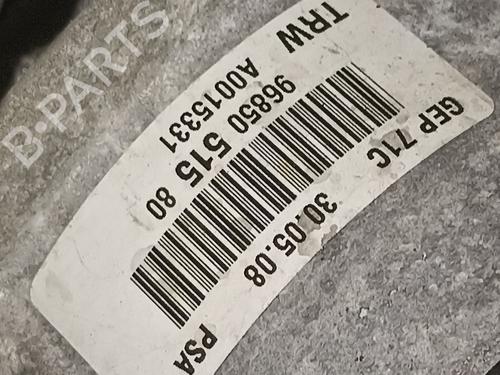 TRW
96850 515 80
A0015331
GEP 71C
30.05.08
PSA
B-PARTS